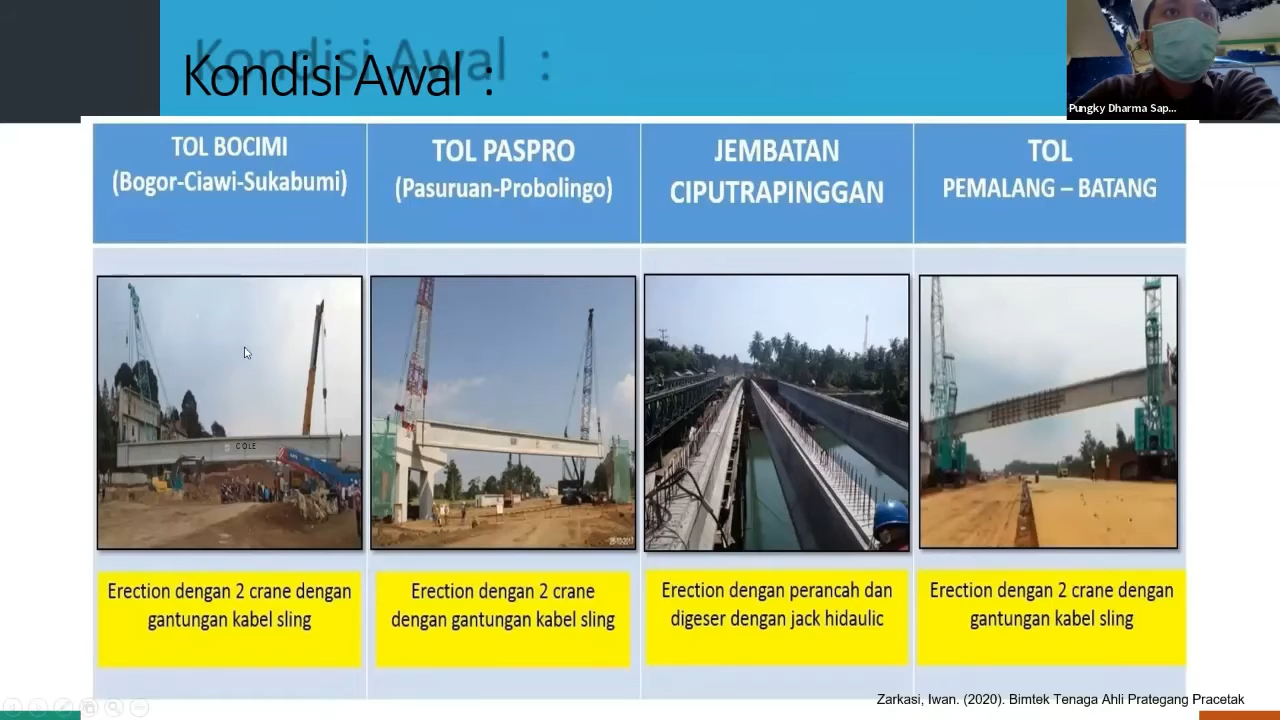 Kondisi Awal :
Pungky Dharma Sap...
TOL BOCIMI
(Bogor-Ciawi-Sukabumi)
TOL PASPRO
(Pasuruan-Probolingo)
JEMBATAN
CIPUTRAPINGGAN
TOL
PEMALANG – BATANG
Erection dengan 2 crane dengan
gantungan kabel sling
Erection dengan 2 crane
dengan gantungan kabel sling
Erection dengan perancah dan
digeser dengan jack hidaulic
Erection dengan 2 crane dengan
gantungan kabel sling
Zarkasi, Iwan. (2020). Bimtek Tenaga Ahli Prategang Pracetak